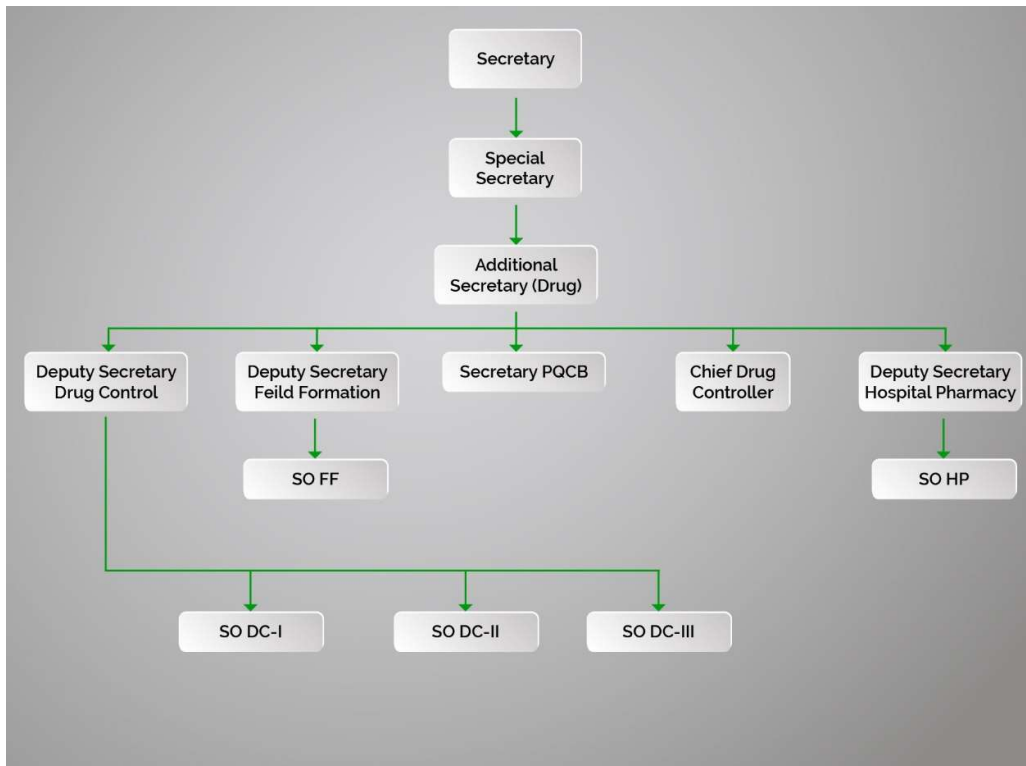 Secretary
Special
Secretary
Additional
Secretary (Drug)
Deputy Secretary
Drug Control
Deputy Secretary
Feild Formation
Secretary PQCB
Chief Drug
Controller
Deputy Secretary
Hospital Pharmacy
SO FF
SO HP
SO DC-I
SO DC-II
SO DC-III